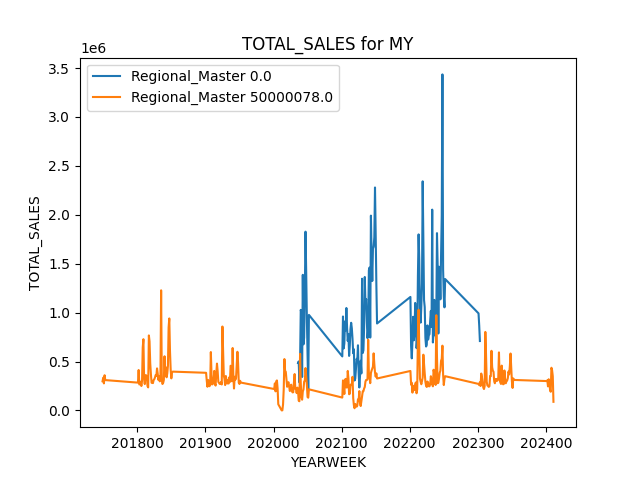 TOTAL_SALES for MY
1e6
Regional_Master 0.0
Regional_Master 50000078.0
3.5
3.0
2.5
2.0
1.5
1.0
0.5
0.0
TOTAL_SALES
201800 201900 202000 202100 202200 202300 202400
YEARWEEK